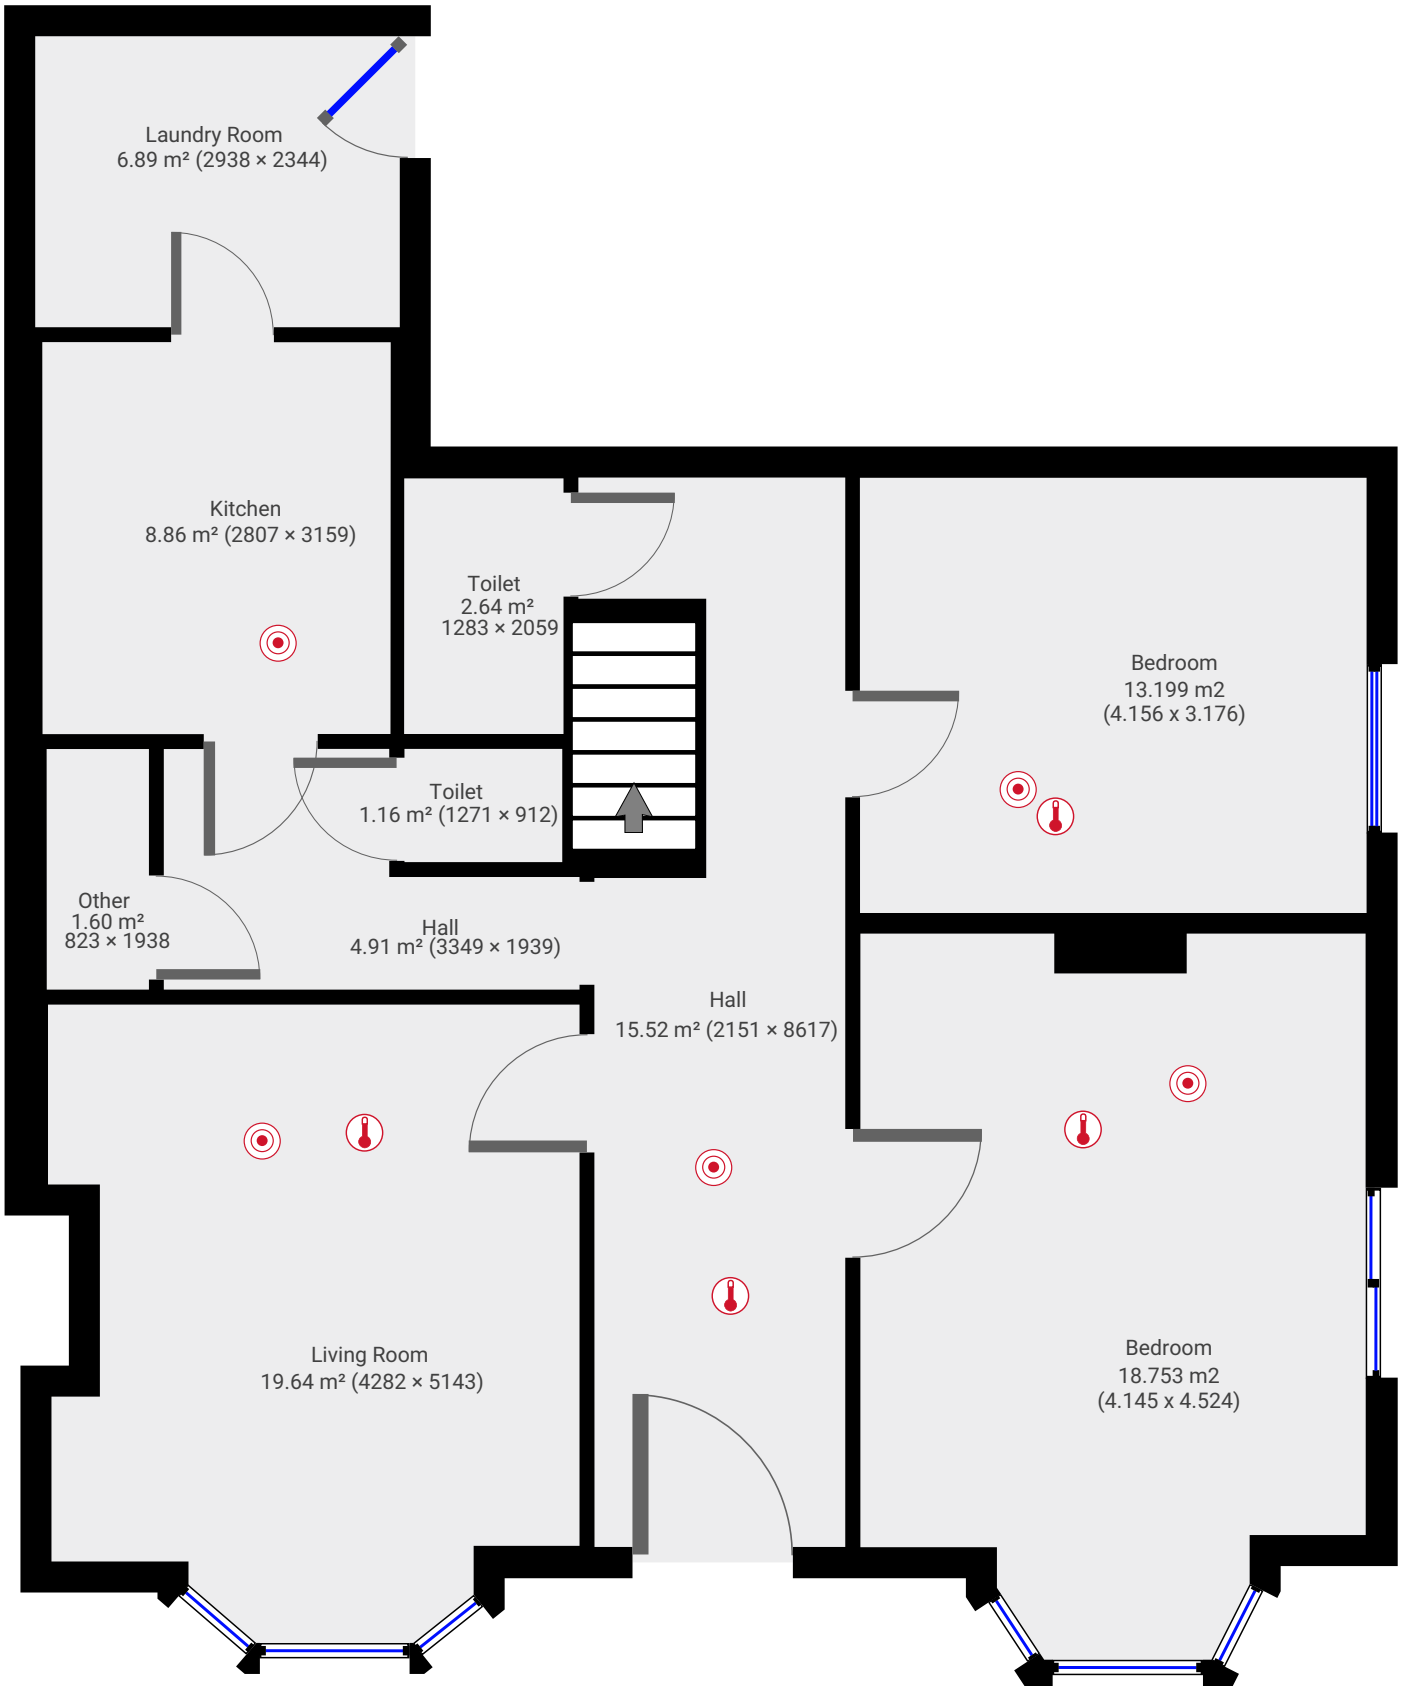 Laundry Room
6.89 m² (2938 × 2344)
Kitchen
8.86 m² (2807 × 3159)
Toilet
2.64 m²
1283 × 2059
Bedroom
13.199 m2
(4.156 x 3.176)
Toilet
1.16 m² (1271 × 912)
Other
1.60 m²
823 × 1938
Hall
4.91 m² (3349 × 1939)
Hall
15.52 m² (2151 × 8617)
Living Room
19.64 m² (4282 × 5143)
Bedroom
18.753 m2
(4.145 x 4.524)